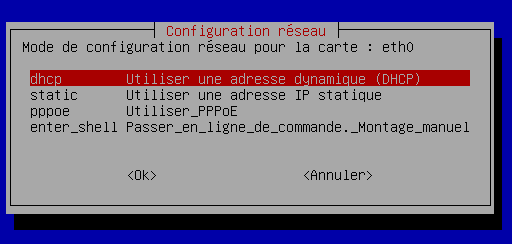 Configuration réseau
Mode de configuration réseau pour la carte : eth0
dhcp Utiliser une adresse dynamique (DHCP)
static Utiliser une adresse IP statique
pppoe Utiliser_PPPoE
enter_shell Passer_en_ligne_de_commande._Montage_manuel
<Ok> <Annuler>